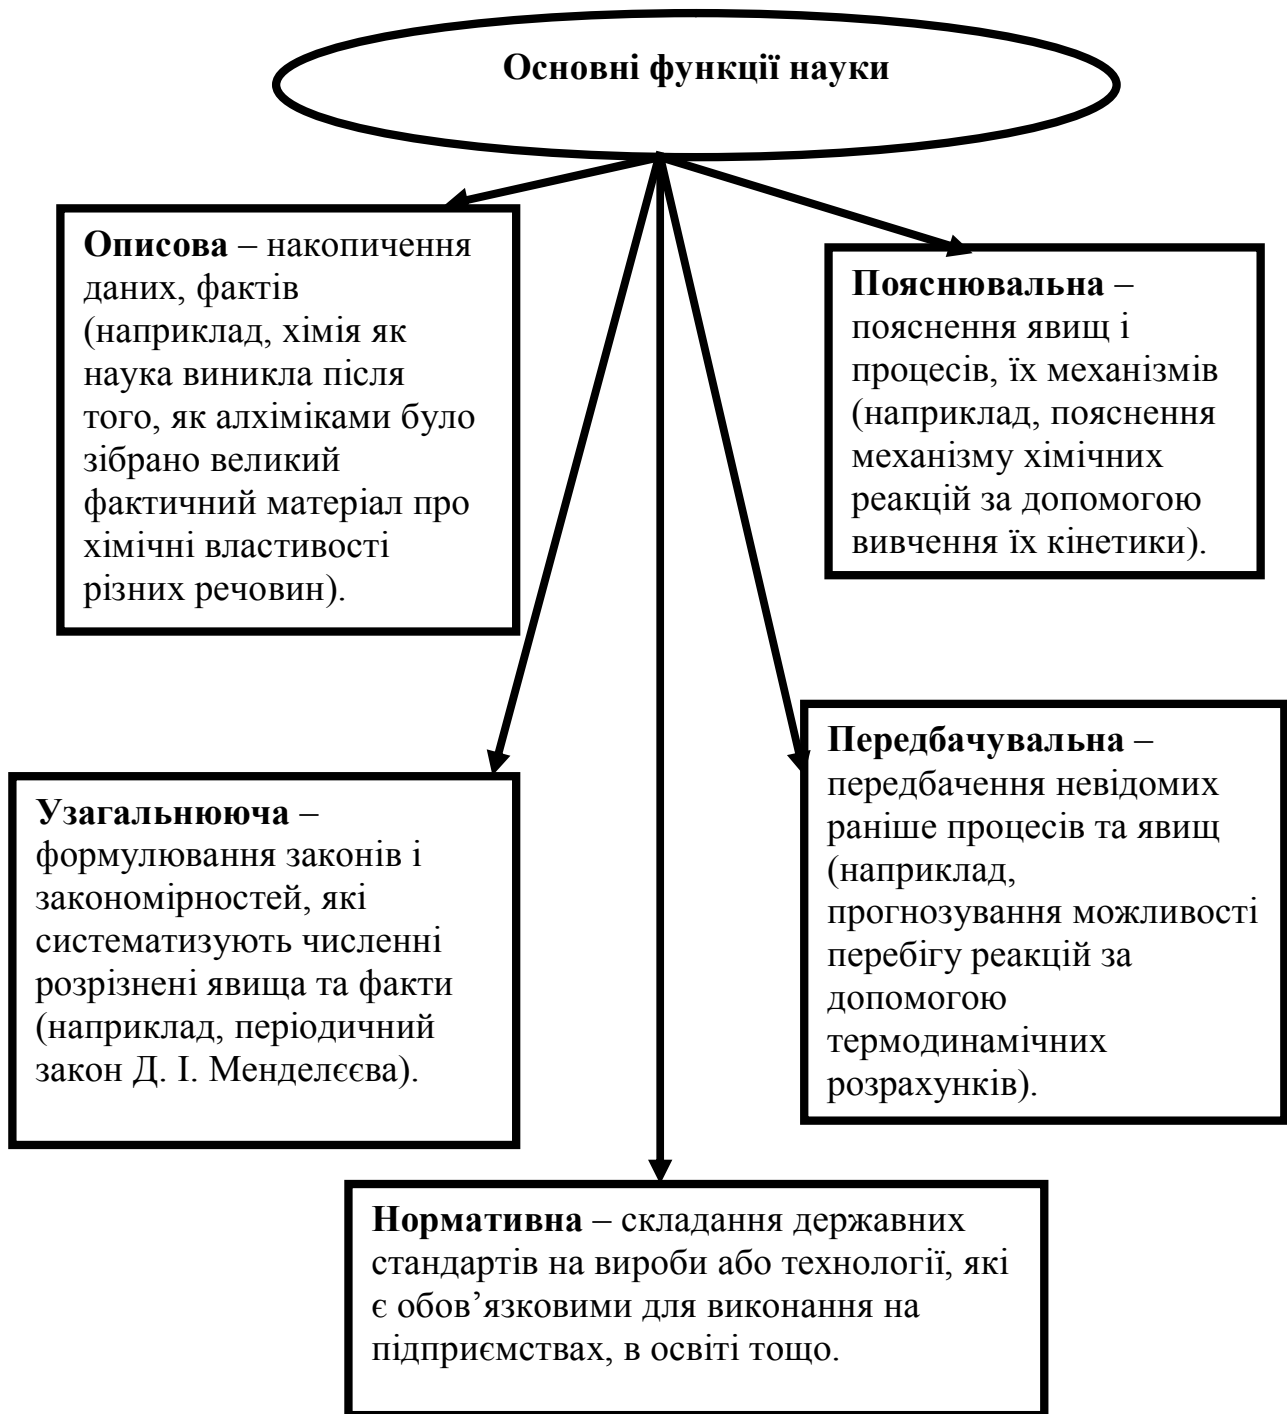 Основні функції науки
Описова – накопичення
даних, фактів
(наприклад, хімія як
наука виникла після
того, як алхіміками було
зібрано великий
фактичний матеріал про
хімічні властивості
різних речовин).
Пояснювальна –
пояснення явищ і
процесів, їх механізмів
(наприклад, пояснення
механізму хімічних
реакцій за допомогою
вивчення їх кінетики).
Узагальнююча –
формулювання законів і
закономірностей, які
систематизують численні
розрізнені явища та факти
(наприклад, періодичний
закон Д. І. Менделєєва).
Передбачувальна –
передбачення невідомих
раніше процесів та явищ
(наприклад,
прогнозування можливості
перебігу реакцій за
допомогою
термодинамічних
розрахунків).
Нормативна – складання державних
стандартів на вироби або технології, які
є обов’язковими для виконання на
підприємствах, в освіті тощо.